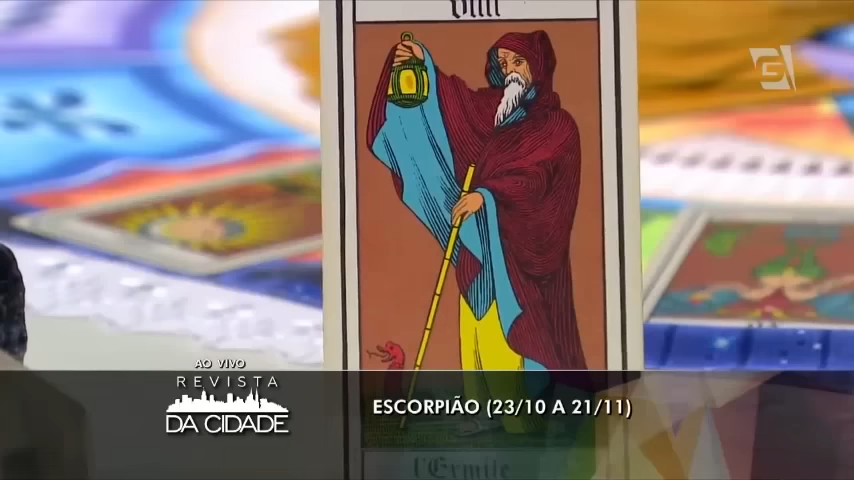 VIIII
AO VIVO
REVISTA
DA CIDADE
ESCORPIÃO (23/10 A 21/11)
l'Ermite